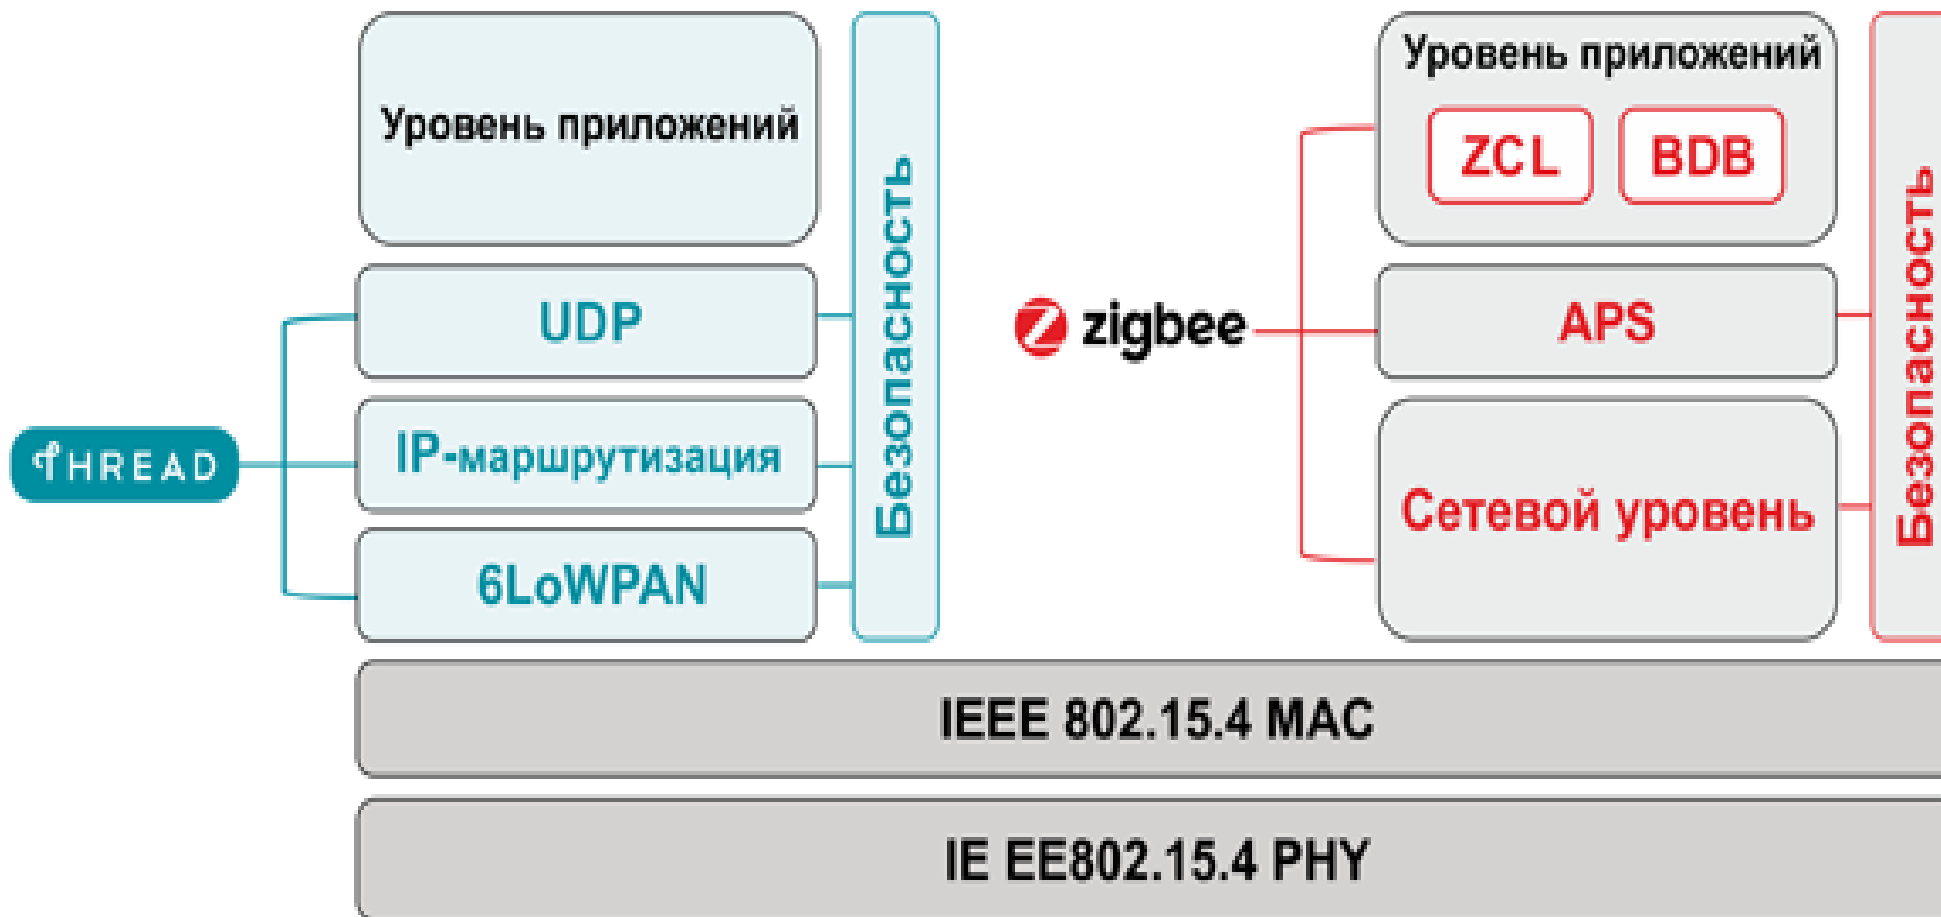 THREAD
Уровень приложений
UDP
IP-маршрутизация
6LoWPAN
Безопасность
zigbee
Уровень приложений
ZCL
BDB
APS
Сетевой уровень
Безопасность
IEEE 802.15.4 MAC
IE EE802.15.4 PHY